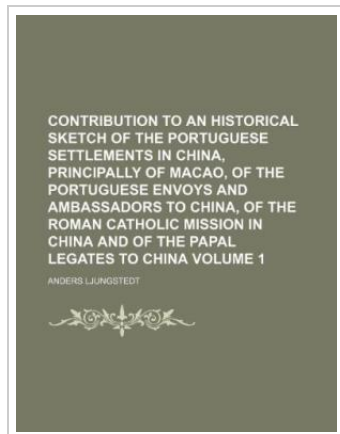 CONTRIBUTION TO AN HISTORICAL
SKETCH OF THE PORTUGUESE
SETTLEMENTS IN CHINA,
PRINCIPALLY OF MACAO, OF THE
PORTUGUESE ENVOYS AND
AMBASSADORS TO CHINA, OF THE
ROMAN CATHOLIC MISSION IN
CHINA AND OF THE PAPAL
LEGATES TO CHINA VOLUME 1
ANDERS LJUNGSTEDT